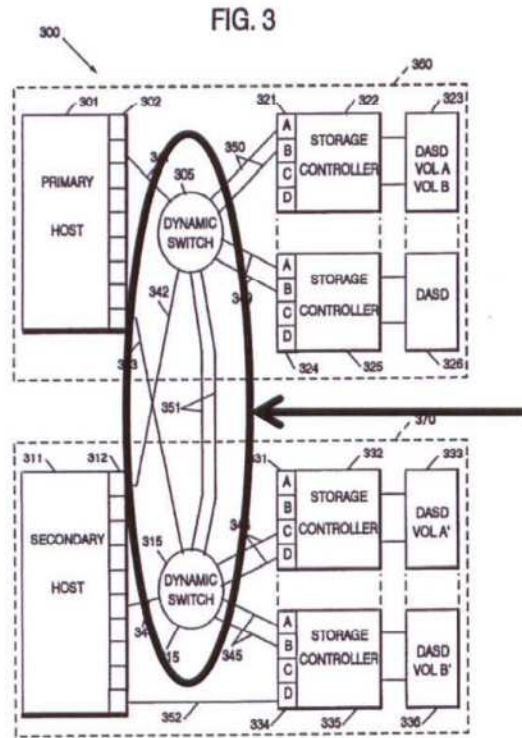 FIG. 3
300
360
301
302
321
322
323
PRIMARY
HOST
305
DYNAMIC
SWITCH
350
A
B
C
D
STORAGE
CONTROLLER
DASD
VOL A
VOL B
342
A
B
C
D
STORAGE
CONTROLLER
DASD
324
325
326
351
370
311
312
332
333
SECONDARY
HOST
315
DYNAMIC
SWITCH
A
B
C
D
STORAGE
CONTROLLER
DASD
VOL A'
345
A
B
C
D
STORAGE
CONTROLLER
DASD
VOL B'
352
334
335
336